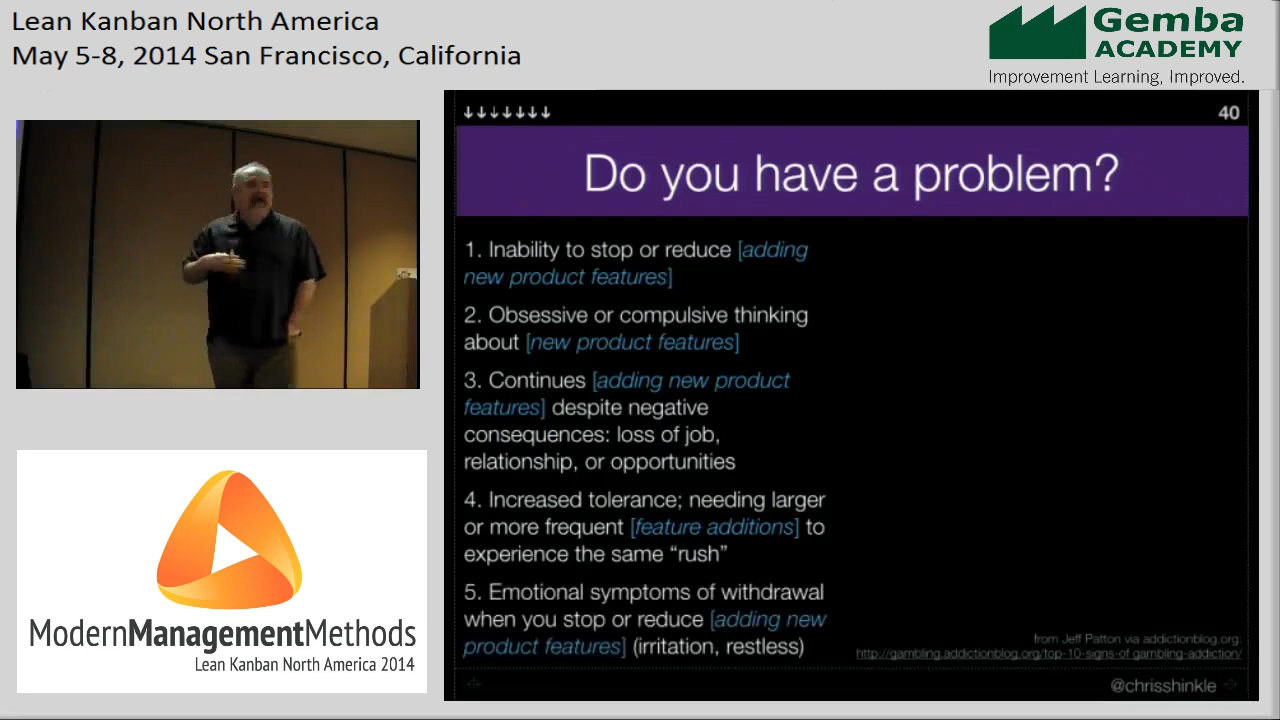 Lean Kanban North America
May 5-8, 2014 San Francisco, California
Gemba
ACADEMY
Improvement Learning, Improved.
40
Do you have a problem?
1. Inability to stop or reduce [adding
new product features]
2. Obsessive or compulsive thinking
about [new product features]
3. Continues [adding new product
features] despite negative
consequences: loss of job,
relationship, or opportunities
4. Increased tolerance; needing larger
or more frequent [feature additions] to
experience the same “rush”
5. Emotional symptoms of withdrawal
when you stop or reduce [adding new
product features] (irritation, restless)
from Jeff Patton via addictionblog.org:
http://gambling.addictionblog.org/top-10-signs-of gambling-addiction/
@chrisshinkle
ModernManagementMethods
Lean Kanban North America 2014